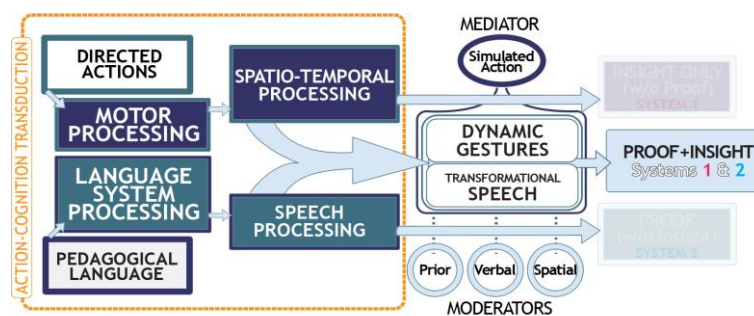 ACTION-COGNITION TRANSDUCTION
DIRECTED
ACTIONS
MOTOR
PROCESSING
LANGUAGE
SYSTEM
PROCESSING
PEDAGOGICAL
LANGUAGE
SPATIO-TEMPORAL
PROCESSING
SPEECH
PROCESSING
MEDIATOR
Simulated
Action
DYNAMIC
GESTURES
TRANSFORMATIONAL
SPEECH
Prior
Verbal
Spatial
MODERATORS
INSIGHT ONLY
(w/o Proof)
SYSTEM 1
PROOF+INSIGHT
Systems 1 & 2
PROOF
(w/o Insight)
SYSTEM 2